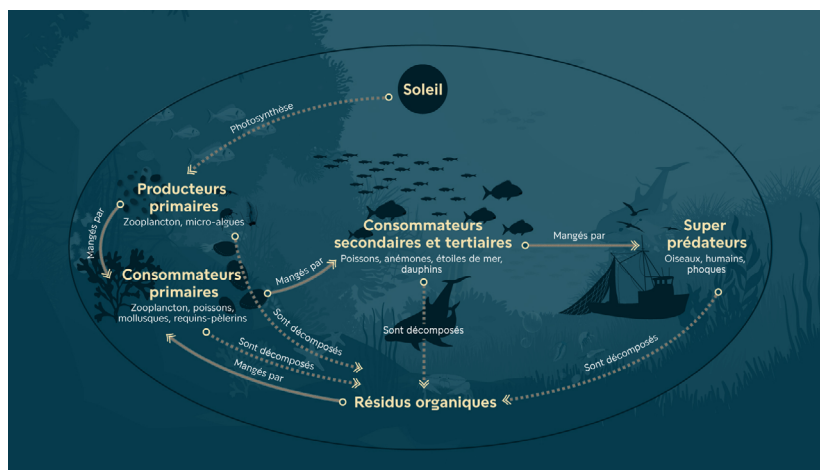 Soleil
Photosynthèse
Producteurs
primaires
Zooplancton, micro-algues
Mangés par
Consommateurs
primaires
Zooplancton, poissons,
mollusques, requins-pèlerins
Mangés par
Consommateurs
secondaires et tertiaires
Poissons, anémones, étoiles de mer,
dauphins
Mangés par
Super
prédateurs
Oiseaux, humains,
phoques
Sont décomposés
Sont décomposés
Mangés par
Sont décomposés
Sont décomposés
Résidus organiques